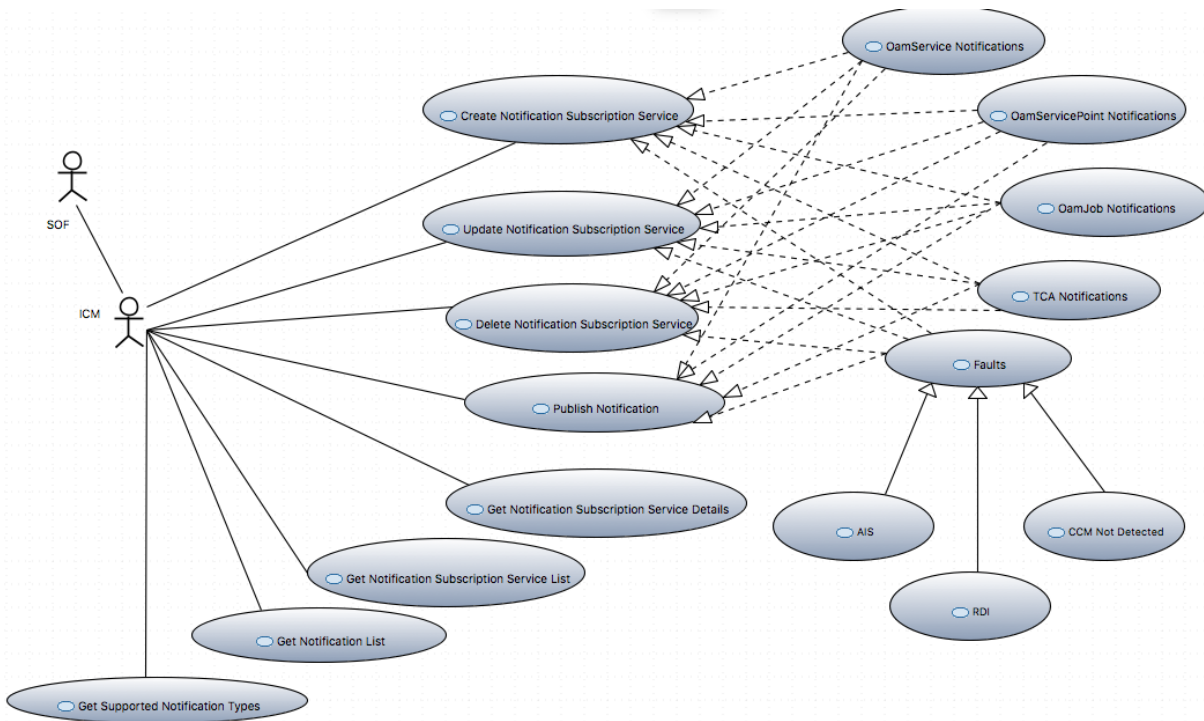 OamService Notifications
Create Notification Subscription Service
OamServicePoint Notifications
SOF
OamJob Notifications
Update Notification Subscription Service
TCA Notifications
ICM
Delete Notification Subscription Service
Faults
Publish Notification
Get Notification Subscription Service Details
AIS
CCM Not Detected
Get Notification Subscription Service List
RDI
Get Notification List
Get Supported Notification Types